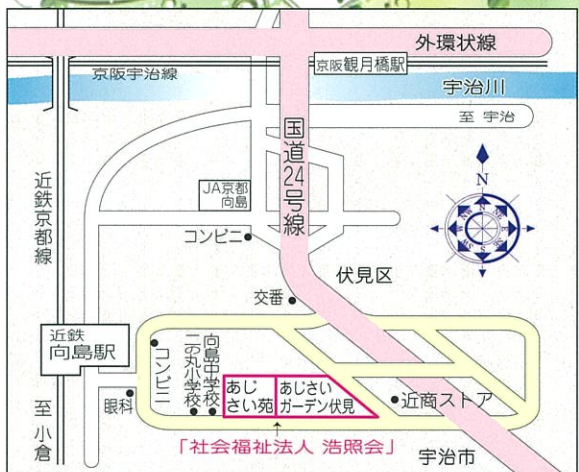 外環状線
京阪宇治線
京阪観月橋駅
宇治川
至 宇治
国道24号線
近鉄京都線
JA京都
向島
コンビニ
N
NE
E
SE
S
SW
W
NW
伏見区
交番
近鉄
向島駅
至 小倉
眼科
コンビニ
二の丸小学校
向島中学校
あじ
さい苑
あじさい
ガーデン伏見
近商ストア
「社会福祉法人 浩照会」
宇治市